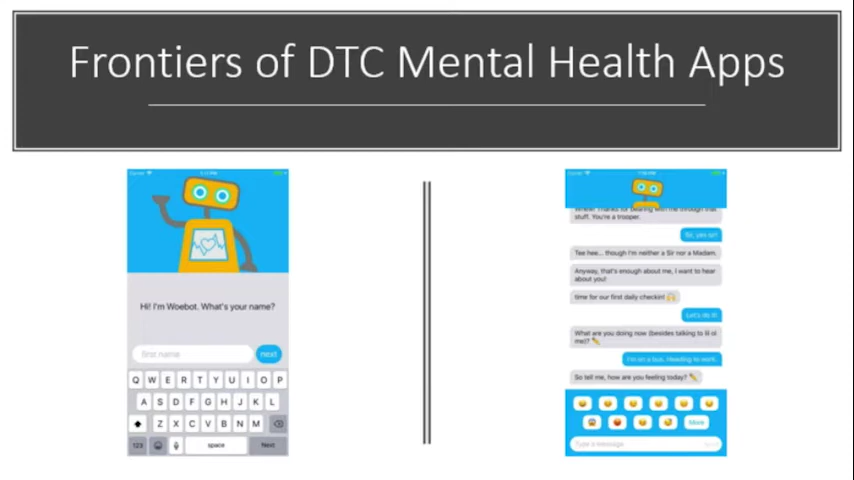 Frontiers of DTC Mental Health Apps
Hi! I'm Woebot. What's your name?
first name
next
Q W E R T Y U I O P
A S D F G H J K L
Z X C V B N M
123 space Next
stuff. You're a trooper.
Sir, yes sir!
Tee hee... though I'm neither a Sir nor a Madam.
Anyway, that's enough about me, I want to hear
about you!
time for our first daily checkin!
Let's do it!
What are you doing now (besides talking to lil ol
me)?
I'm on a bus. Heading to work.
So tell me, how are you feeling today?
More
Type a message